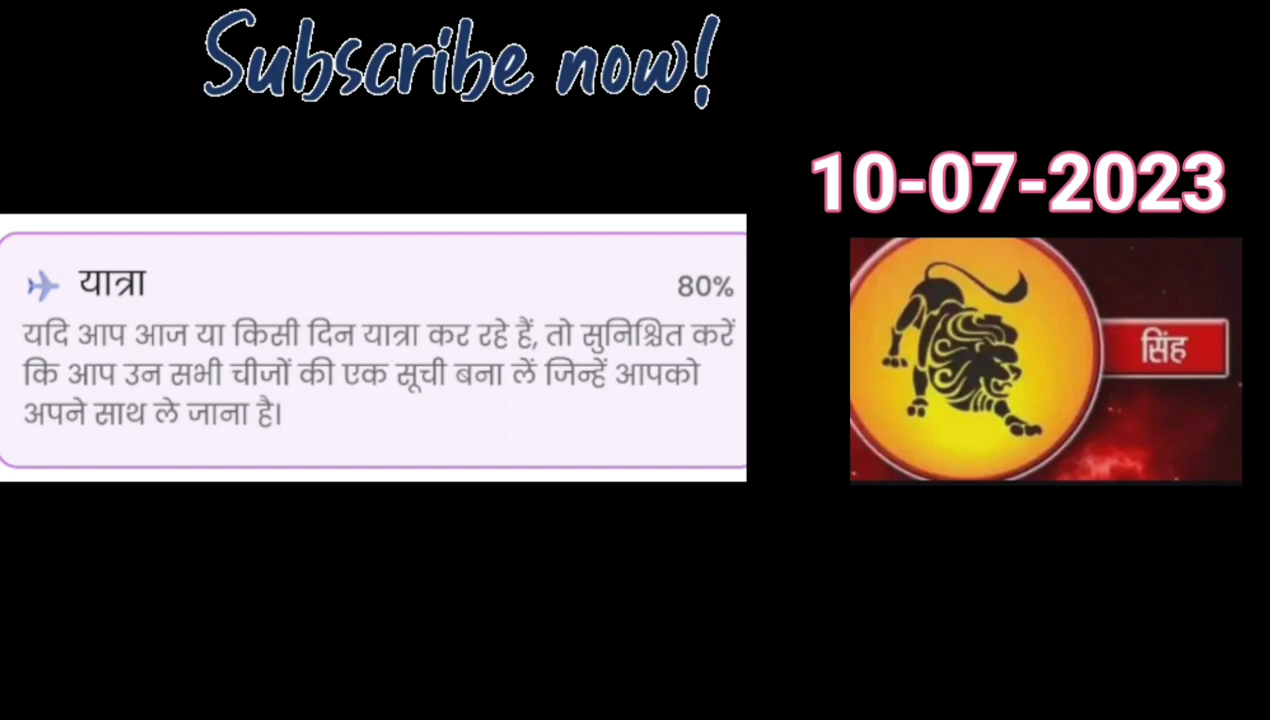 Subscribe now!
10-07-2023
यात्रा 80%
यदि आप आज या किसी दिन यात्रा कर रहे हैं, तो सुनिश्चित करें
कि आप उन सभी चीजों की एक सूची बना लें जिन्हें आपको
अपने साथ ले जाना है।
सिंह